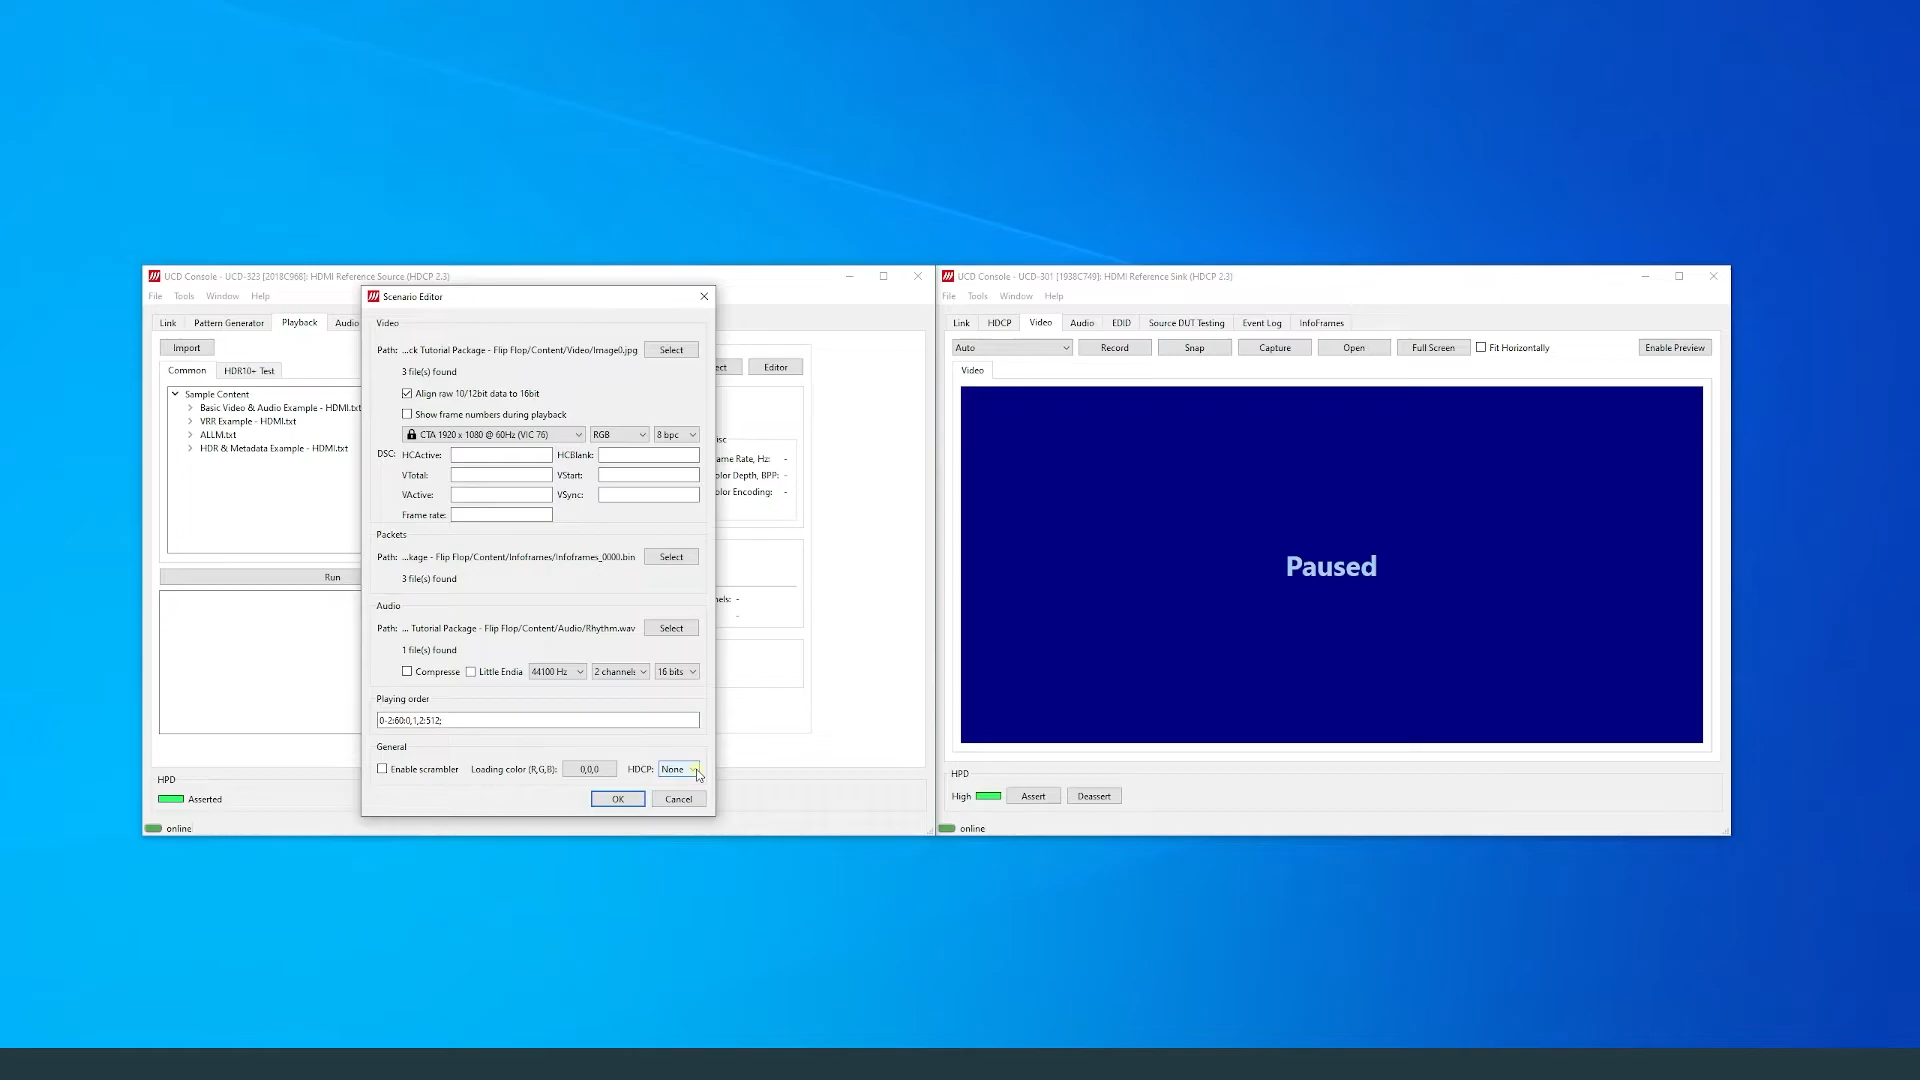 UCD Console - UCD-323 [2018C968]: HDMI Reference Source (HDCP 2.3)
File Tools Window Help
Link Pattern Generator Playback Audio
Import
Common HDR10+ Test
Sample Content
Basic Video & Audio Example - HDMI.txt
VRR Example - HDMI.txt
ALLM.txt
HDR & Metadata Example - HDMI.txt
Run
HPD
Asserted
online
Scenario Editor
Video
Path: ...ck Tutorial Package - Flip Flop/Content/Video/Image0.jpg Select
3 file(s) found
Align raw 10/12bit data to 16bit
Show frame numbers during playback
CTA 1920 x 1080 @ 60Hz (VIC 76) RGB 8 bpc
DSC: HCActive: HCBlank:
VTotal: VStart:
VActive: VSync:
Frame rate:
Packets
Path: ...kage - Flip Flop/Content/Infoframes/Infoframes_0000.bin Select
3 file(s) found
Audio
Path: ... Tutorial Package - Flip Flop/Content/Audio/Rhythm.wav Select
1 file(s) found
Compresse Little Endia 44100 Hz 2 channels 16 bits
Playing order
0-2:60:0,1,2:512;
General
Enable scrambler Loading color (R,G,B): 0,0,0 HDCP: None
OK Cancel
ect Editor
isc
ame Rate, Hz: -
olor Depth, BPP: -
olor Encoding: -
nels: -
-
UCD Console - UCD-301 [1938C749]: HDMI Reference Sink (HDCP 2.3)
File Tools Window Help
Link HDCP Video Audio EDID Source DUT Testing Event Log InfoFrames
Auto Record Snap Capture Open Full Screen Fit Horizontally Enable Preview
Video
Paused
HPD
High Assert Deassert
online